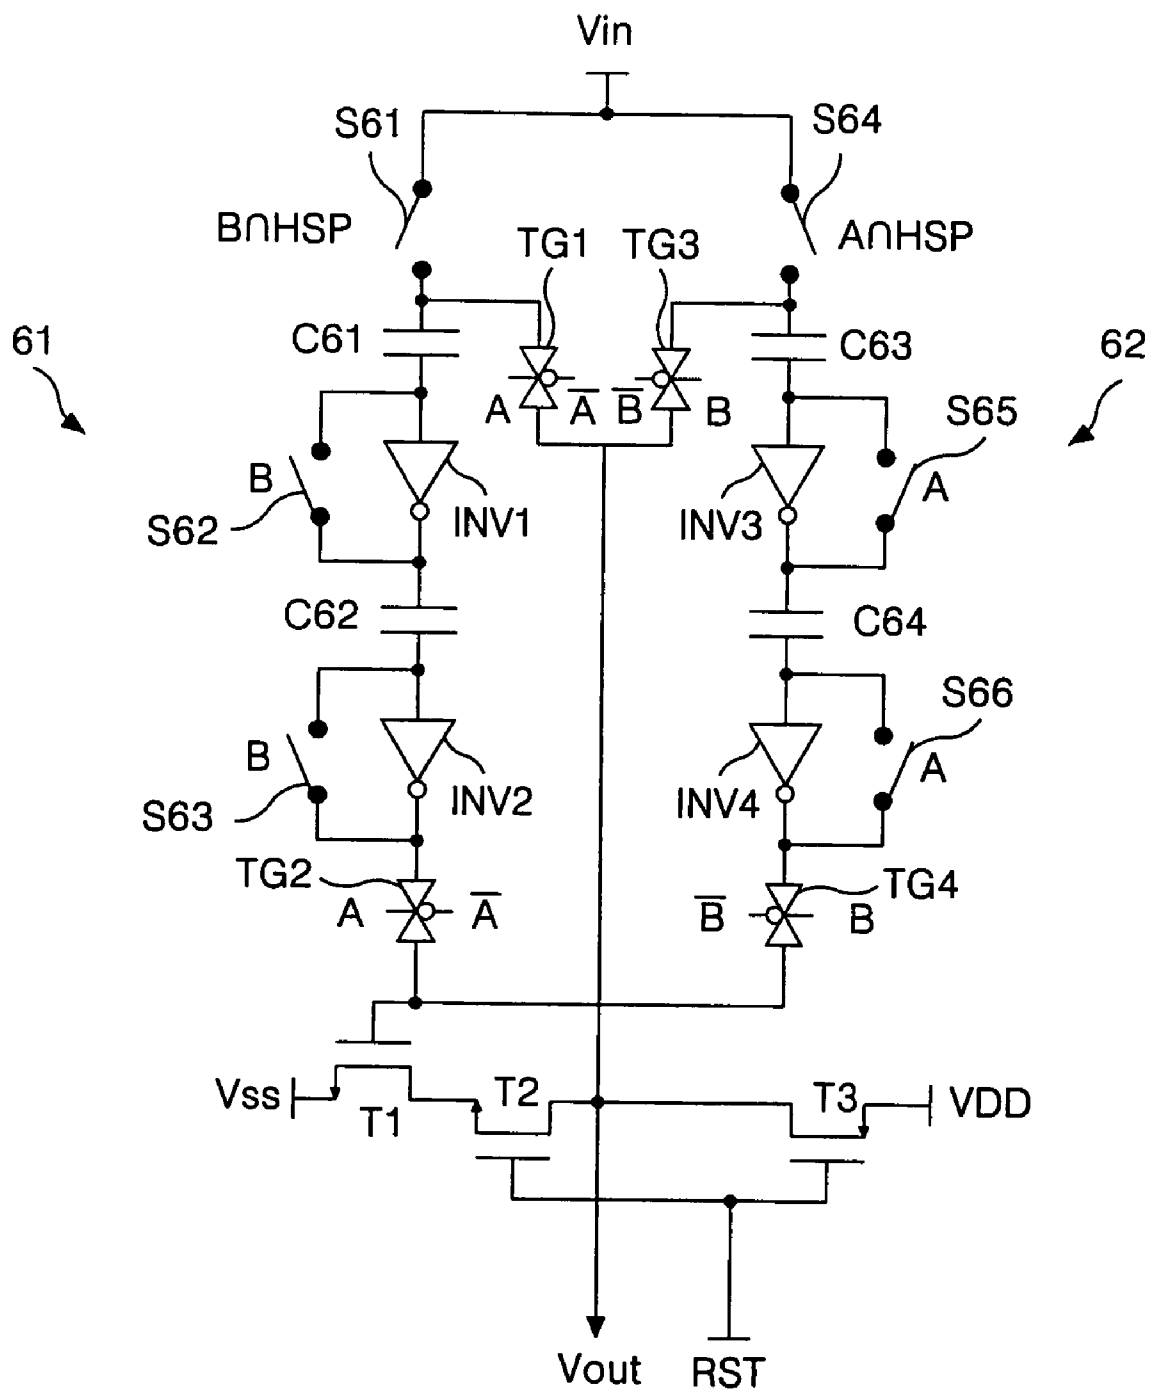 Vin
S61
S64
B∩HSP
TG1
TG3
A∩HSP
61
C61
C63
62
A
A̅
B̅
B
S65
B
A
S62
INV1
INV3
C62
C64
S66
B
A
S63
INV2
INV4
TG2
TG4
A
A̅
B̅
B
Vss
T1
T2
T3
VDD
Vout
RST